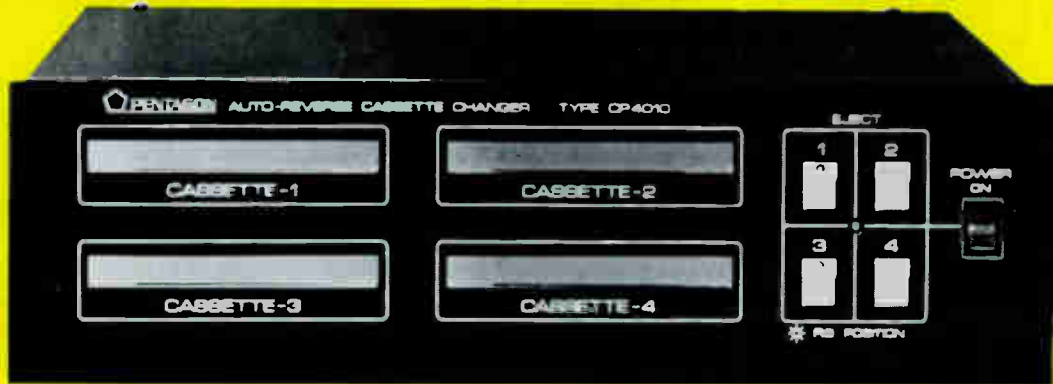 PENTAGON AUTO-REVERSE CASSETTE CHANGER TYPE CP4010
EJECT
CASSETTE-1
CASSETTE-2
1
2
POWER
ON
CASSETTE-3
CASSETTE-4
3
4
POSITION